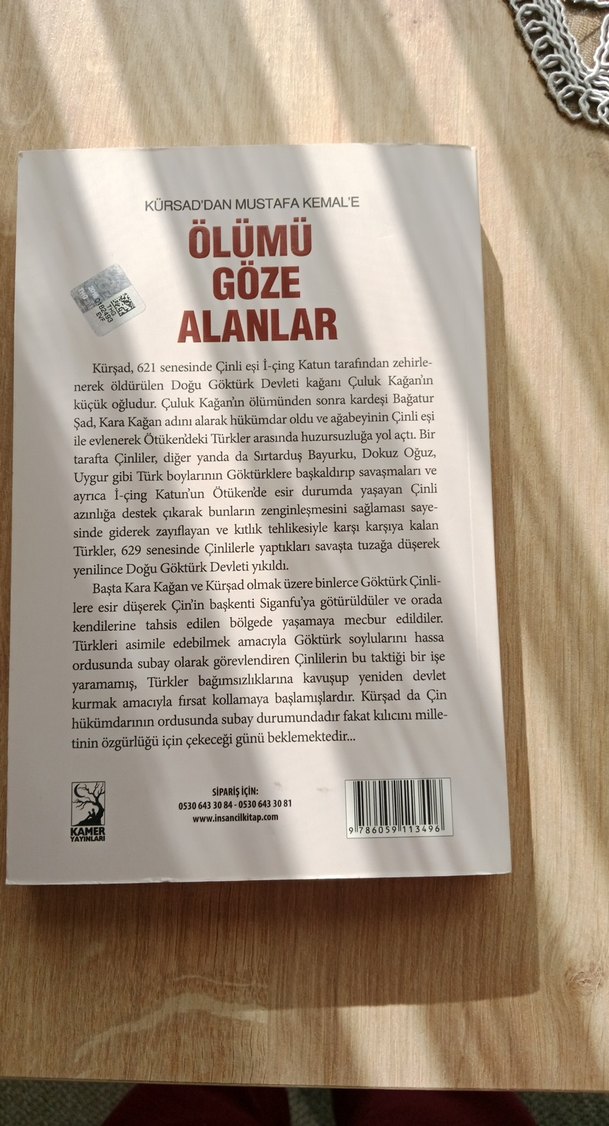 KÜRSAD'DAN MUSTAFA KEMAL'E
ÖLÜMÜ
GÖZE
ALANLAR
Kürşad, 621 senesinde Çinli eşi İ-çing Katun tarafından zehirle-
nerek öldürülen Doğu Göktürk Devleti kağanı Çuluk Kağan'ın
küçük oğludur. Çuluk Kağan'ın ölümünden sonra kardeşi Bağatur
Şad, Kara Kağan adını alarak hükümdar oldu ve ağabeyinin Çinli eşi
ile evlenerek Ötüken'deki Türkler arasında huzursuzluğa yol açtı. Bir
tarafta Çinliler, diğer yanda da Sırtarduş Bayurku, Dokuz Oğuz,
Uygur gibi Türk boylarının Göktürklere başkaldırıp savaşmaları ve
ayrıca İ-çing Katun'un Ötüken'de esir durumda yaşayan Çinli
azınlığa destek çıkarak bunların zenginleşmesini sağlaması saye-
sinde giderek zayıflayan ve kıtlık tehlikesiyle karşı karşıya kalan
Türkler, 629 senesinde Çinlilerle yaptıkları savaşta tuzağa düşerek
yenilince Doğu Göktürk Devleti yıkıldı.
Başta Kara Kağan ve Kürşad olmak üzere binlerce Göktürk Çinli-
lere esir düşerek Çin'in başkenti Siganfu'ya götürüldüler ve orada
kendilerine tahsis edilen bölgede yaşamaya mecbur edildiler.
Türkleri asimile edebilmek amacıyla Göktürk soylularını hassa
ordusunda subay olarak görevlendiren Çinlilerin bu taktiği bir işe
yaramamış, Türkler bağımsızlıklarına kavuşup yeniden devlet
kurmak amacıyla fırsat kollamaya başlamışlardır. Kürşad da Çin
hükümdarının ordusunda subay durumundadır fakat kılıcını mille-
tinin özgürlüğü için çekeceği günü beklemektedir...
KAMER
YAYINLARI
SİPARİŞ İÇİN:
0530 643 30 84 - 0530 643 30 81
www.insancilkitap.com
9 786059 113496